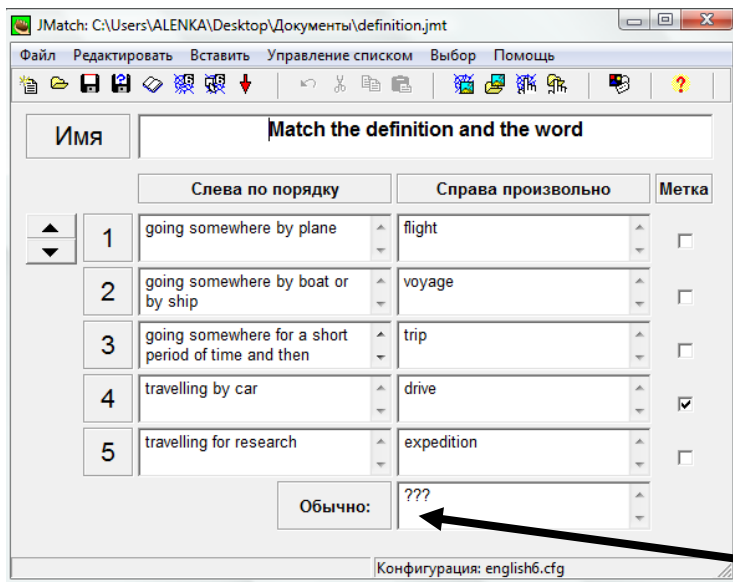 JMatch: C:\Users\ALENKA\Desktop\Документы\definition.jmt
Файл Редактировать Вставить Управление списком Выбор Помощь
Имя Match the definition and the word
Слева по порядку Справа произвольно Метка
1 going somewhere by plane flight
2 going somewhere by boat or by ship voyage
3 going somewhere for a short period of time and then trip
4 travelling by car drive
5 travelling for research expedition
Обычно: ???
Конфигурация: english6.cfg